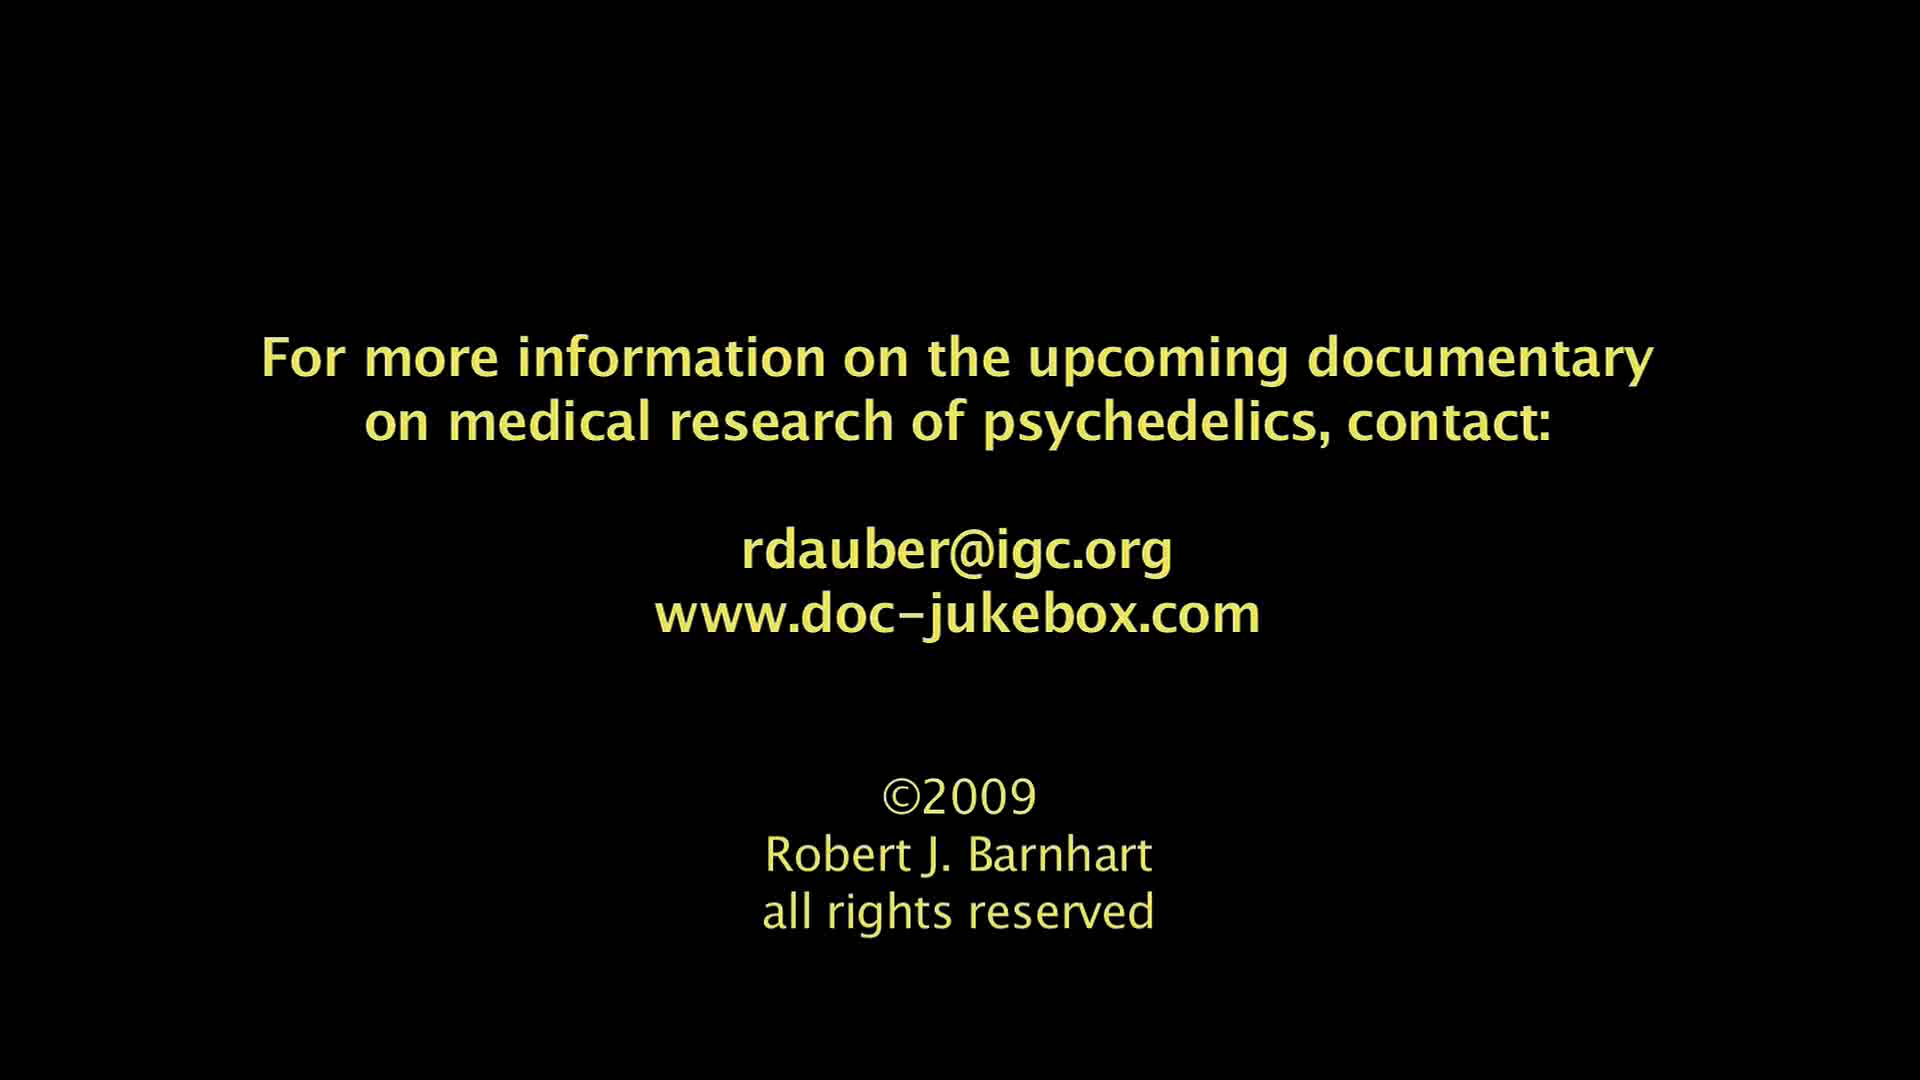 For more information on the upcoming documentary
on medical research of psychedelics, contact:
rdauber@igc.org
www.doc-jukebox.com
©2009
Robert J. Barnhart
all rights reserved